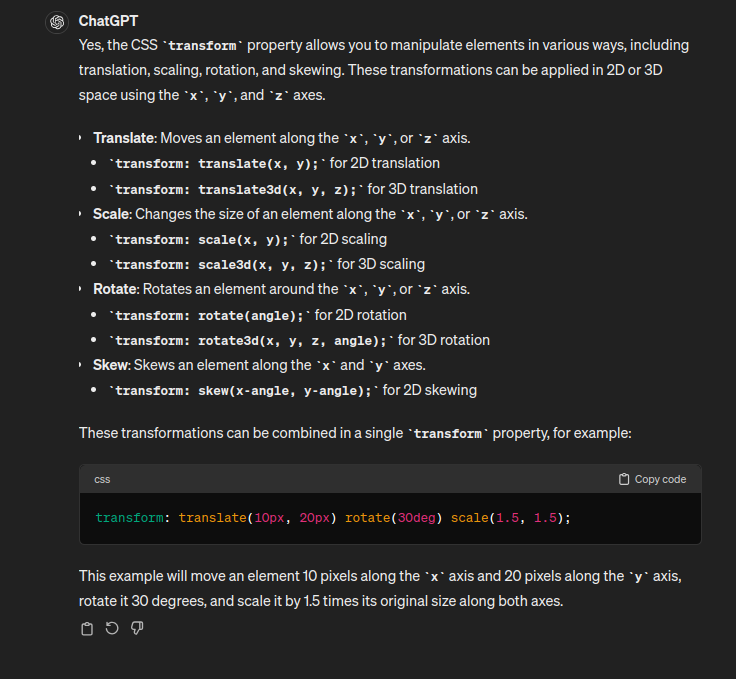 ChatGPT
Yes, the CSS `transform` property allows you to manipulate elements in various ways, including
translation, scaling, rotation, and skewing. These transformations can be applied in 2D or 3D
space using the `x`, `y`, and `z` axes.
• Translate: Moves an element along the `x`, `y`, or `z` axis.
• `transform: translate(x, y);` for 2D translation
• `transform: translate3d(x, y, z);` for 3D translation
• Scale: Changes the size of an element along the `x`, `y`, or `z` axis.
• `transform: scale(x, y);` for 2D scaling
• `transform: scale3d(x, y, z);` for 3D scaling
• Rotate: Rotates an element around the `x`, `y`, or `z` axis.
• `transform: rotate(angle);` for 2D rotation
• `transform: rotate3d(x, y, z, angle);` for 3D rotation
• Skew: Skews an element along the `x` and `y` axes.
• `transform: skew(x-angle, y-angle);` for 2D skewing
These transformations can be combined in a single `transform` property, for example:
css
Copy code
transform: translate(10px, 20px) rotate(30deg) scale(1.5, 1.5);
This example will move an element 10 pixels along the `x` axis and 20 pixels along the `y` axis,
rotate it 30 degrees, and scale it by 1.5 times its original size along both axes.